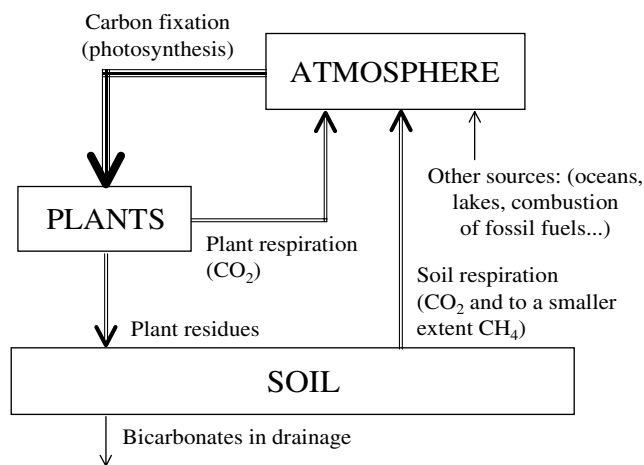 Carbon fixation
(photosynthesis)
ATMOSPHERE
Other sources: (oceans,
lakes, combustion
of fossil fuels...)
PLANTS
Plant respiration
(CO₂)
Soil respiration
(CO₂ and to a smaller
extent CH₄)
Plant residues
SOIL
Bicarbonates in drainage